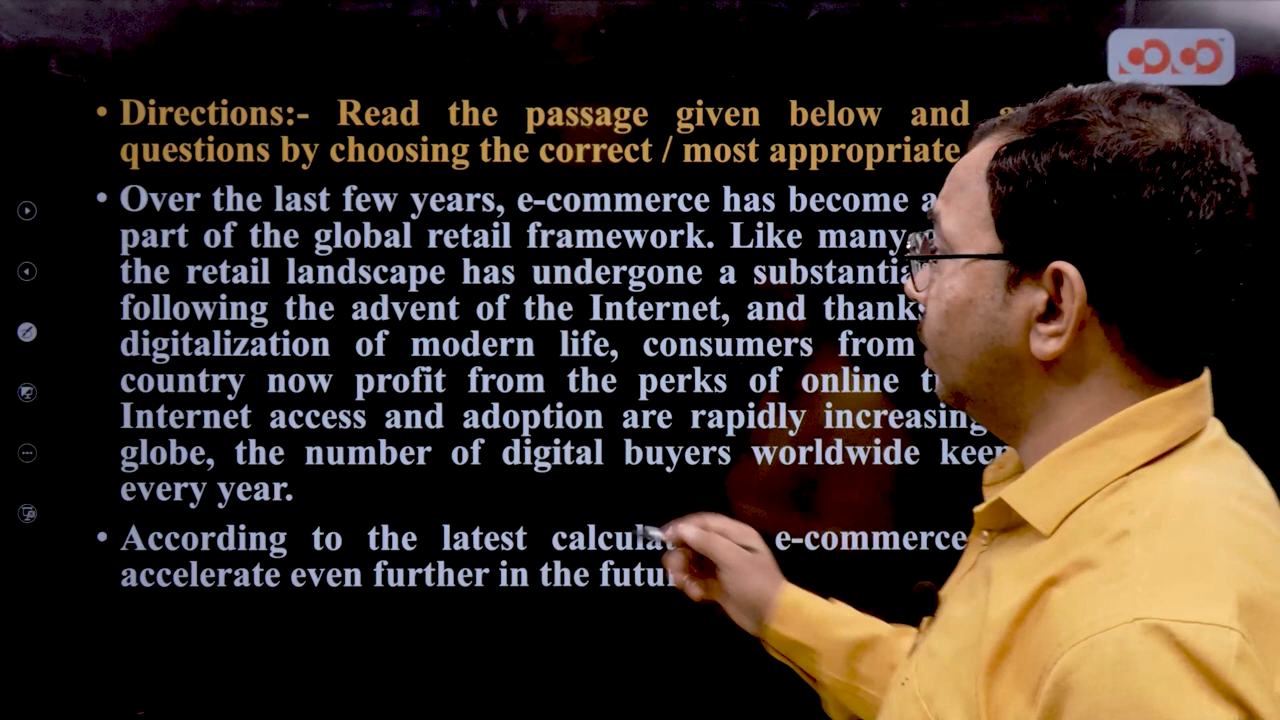 • Directions:- Read the passage given below and
questions by choosing the correct / most appropriate
• Over the last few years, e-commerce has become
part of the global retail framework. Like many
the retail landscape has undergone a
following the advent of the Internet, and
digitalization of modern life, consumers from
country now profit from the perks of online
Internet access and adoption are rapidly increasing
globe, the number of digital buyers worldwide
every year.
• According to the latest e-commerce
accelerate even further in the